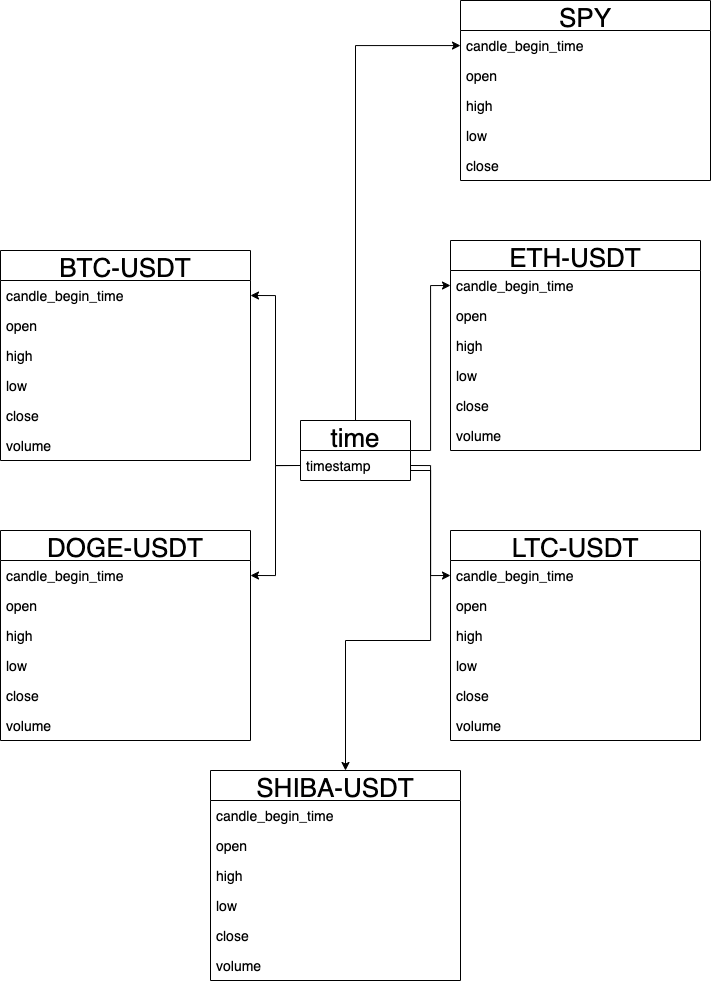 SPY
candle_begin_time
open
high
low
close
BTC-USDT
candle_begin_time
open
high
low
close
volume
ETH-USDT
candle_begin_time
open
high
low
close
volume
time
timestamp
DOGE-USDT
candle_begin_time
open
high
low
close
volume
LTC-USDT
candle_begin_time
open
high
low
close
volume
SHIBA-USDT
candle_begin_time
open
high
low
close
volume